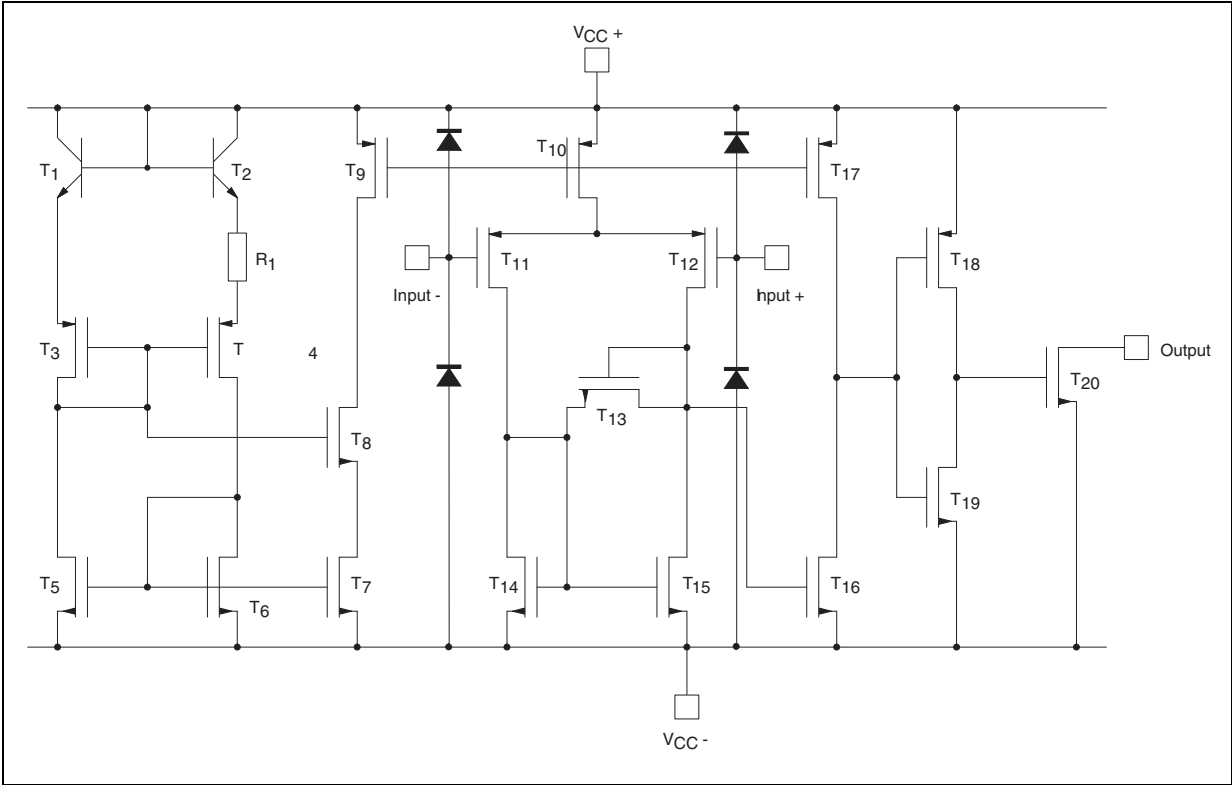 VCC +
T1
T2
T9
T10
T17
R1
T11
T12
T18
Input -
Input +
T3
T
4
T20
Output
T13
T8
T19
T5
T6
T7
T14
T15
T16
VCC -